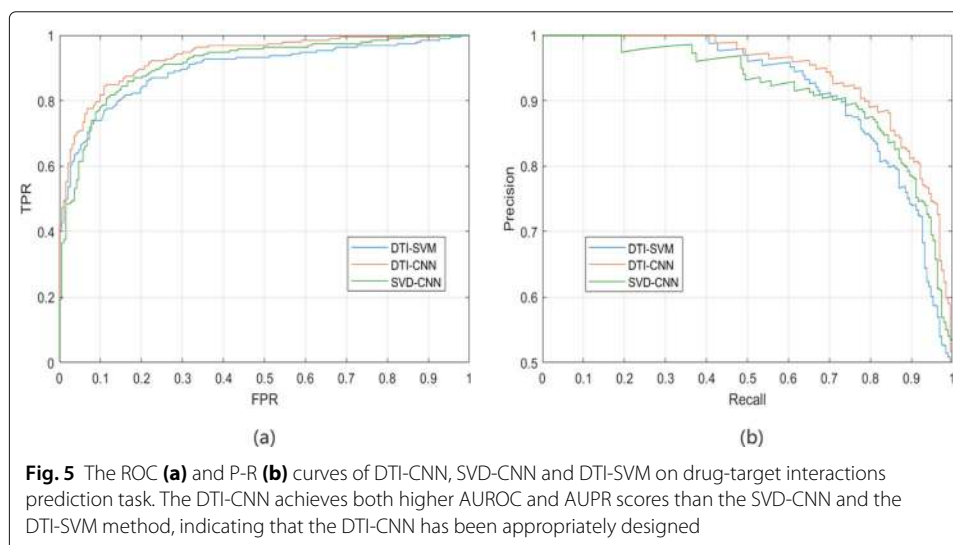 1
0.8
0.6
0.4
0.2
0
TPR
0 0.1 0.2 0.3 0.4 0.5 0.6 0.7 0.8 0.9 1
FPR
DTI-SVM
DTI-CNN
SVD-CNN
(a)
1
0.9
0.8
0.7
0.6
0.5
Precision
0 0.1 0.2 0.3 0.4 0.5 0.6 0.7 0.8 0.9 1
Recall
DTI-SVM
DTI-CNN
SVD-CNN
(b)
Fig. 5 The ROC (a) and P-R (b) curves of DTI-CNN, SVD-CNN and DTI-SVM on drug-target interactions
prediction task. The DTI-CNN achieves both higher AUROC and AUPR scores than the SVD-CNN and the
DTI-SVM method, indicating that the DTI-CNN has been appropriately designed